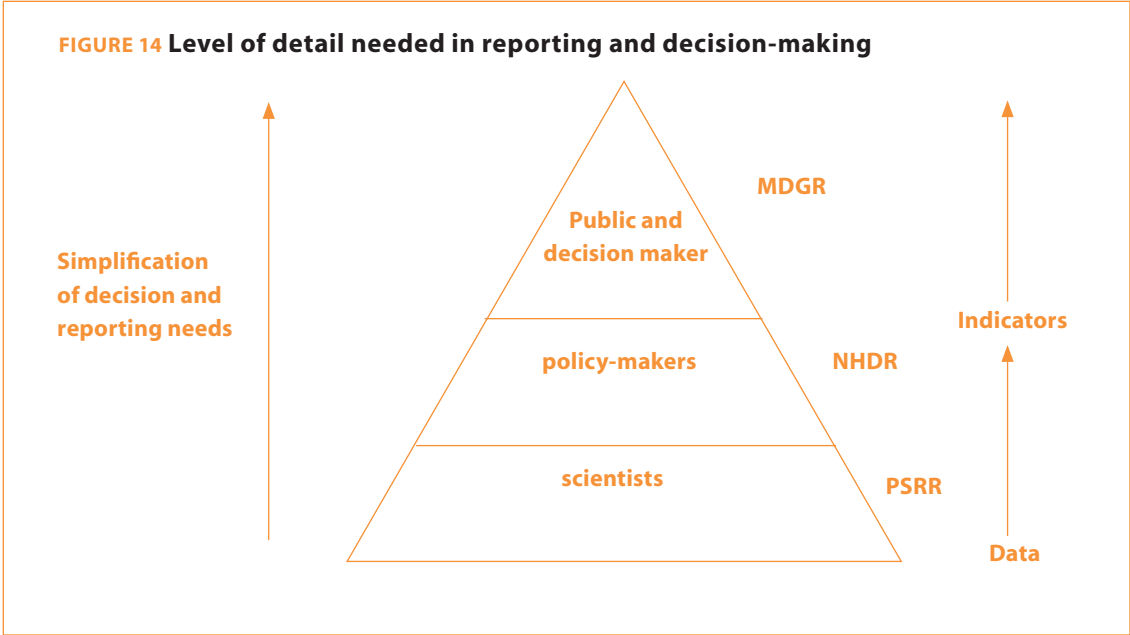 FIGURE 14 Level of detail needed in reporting and decision-making
MDGR
Public and
decision maker
Simplification
of decision and
reporting needs
Indicators
policy-makers
NHDR
scientists
PSRR
Data